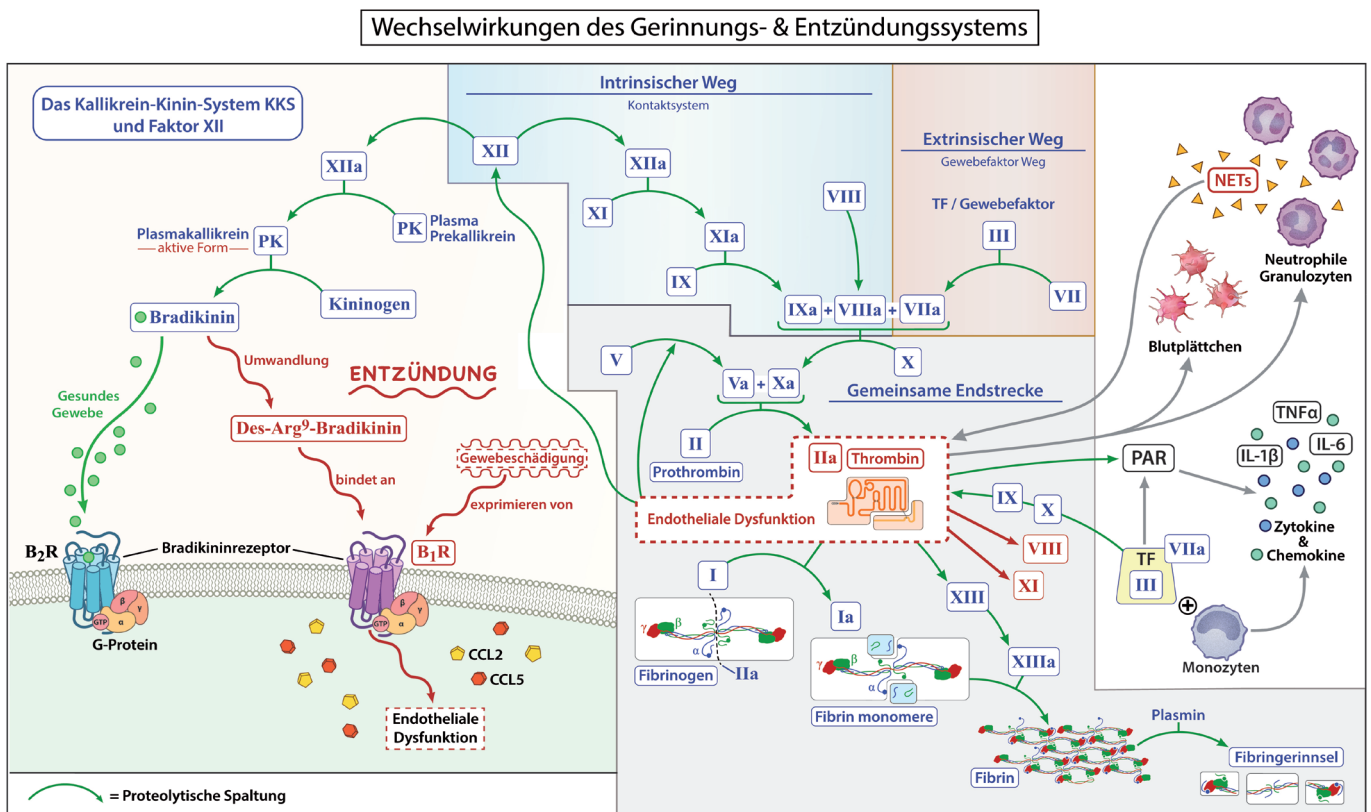 Wechselwirkungen des Gerinnungs- & Entzündungssystems
Das Kallikrein-Kinin-System KKS
und Faktor XII
XIIa
XII
PK
Plasma
Prekallikrein
Plasmakallikrein
aktive Form
PK
Kininogen
Bradikinin
Umwandlung
ENTZÜNDUNG
Gesundes
Gewebe
Des-Arg9-Bradikinin
Gewebeschädigung
bindet an
exprimieren von
B2R
Bradikininrezeptor
B1R
β
γ
GTP
α
G-Protein
β
γ
GTP
α
CCL2
CCL5
Endotheliale
Dysfunktion
= Proteolytische Spaltung
Intrinsischer Weg
Kontaktsystem
XIIa
XI
XIa
VIII
IX
IXa + VIIIa + VIIa
Extrinsischer Weg
Gewebefaktor Weg
TF / Gewebefaktor
III
VII
V
X
Va + Xa
Gemeinsame Endstrecke
II
Prothrombin
IIa
Thrombin
Endotheliale Dysfunktion
VIII
XI
IX
X
I
Ia
XIII
XIIIa
γ
β
α
Fibrinogen
IIa
γ
β
α
Fibrin monomere
Fibrin
Plasmin
Fibringerinnsel
NETs
Neutrophile
Granulozyten
Blutplättchen
TNFα
IL-1β
IL-6
PAR
Zytokine
&
Chemokine
TF
III
VIIa
+
Monozyten